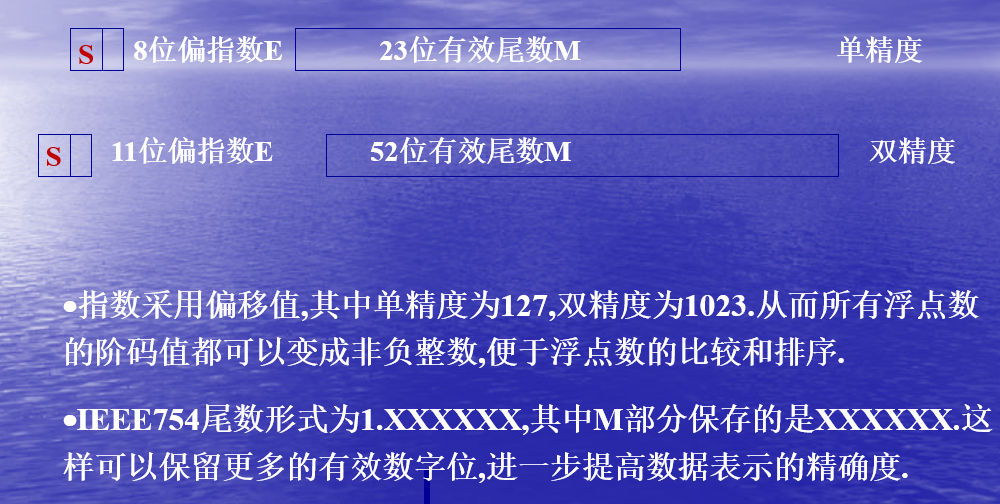 S 8位偏指数E 23位有效尾数M 单精度
S 11位偏指数E 52位有效尾数M 双精度
•指数采用偏移值,其中单精度为127,双精度为1023.从而所有浮点数
的阶码值都可以变成非负整数,便于浮点数的比较和排序.
•IEEE754尾数形式为1.XXXXXX,其中M部分保存的是XXXXXX.这
样可以保留更多的有效数字位,进一步提高数据表示的精确度.